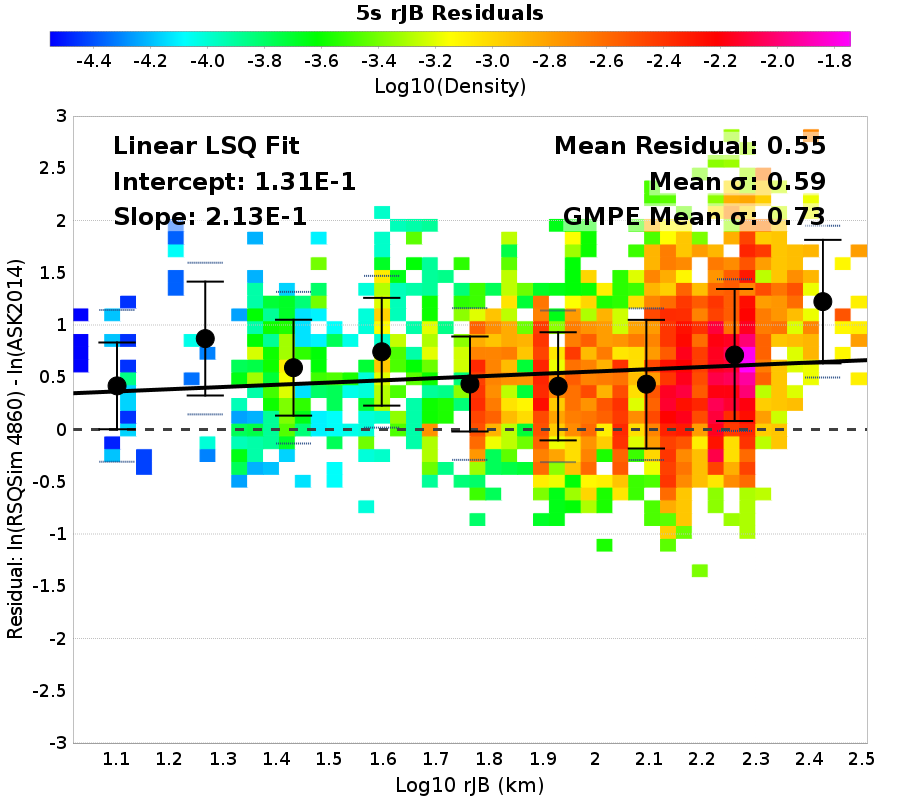 5s rJB Residuals
-4.4 -4.2 -4.0 -3.8 -3.6 -3.4 -3.2 -3.0 -2.8 -2.6 -2.4 -2.2 -2.0 -1.8
Log10(Density)
Linear LSQ Fit
Intercept: 1.31E-1
Slope: 2.13E-1
Mean Residual: 0.55
Mean σ: 0.59
GMPE Mean σ: 0.73
Residual: ln(RSQSim 4860) - ln(ASK2014)
3
2.5
2
1.5
1
0.5
0
-0.5
-1
-1.5
-2
-2.5
-3
1.1 1.2 1.3 1.4 1.5 1.6 1.7 1.8 1.9 2 2.1 2.2 2.3 2.4 2.5
Log10 rJB (km)